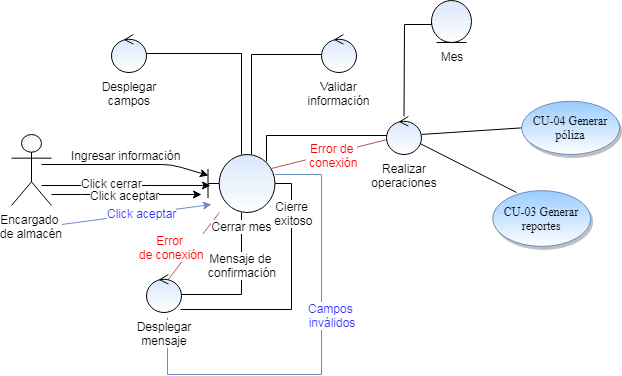 Mes
Desplegar
campos
Validar
información
CU-04 Generar
póliza
Ingresar información
Error de
conexión
Realizar
operaciones
Click cerrar
Click aceptar
Click aceptar
Encargado
de almacén
Cierre
exitoso
Cerrar mes
CU-03 Generar
reportes
Error
de conexión
Mensaje de
confirmación
Campos
inválidos
Desplegar
mensaje